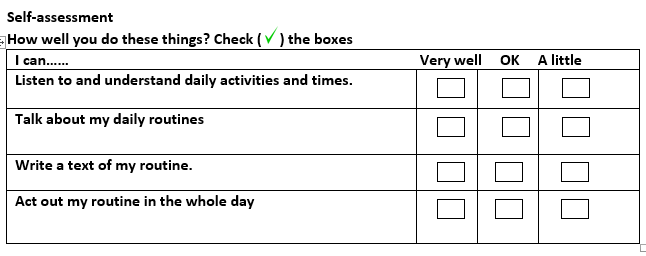 Self-assessment
How well you do these things? Check (✓) the boxes
I can...... Very well OK A little
Listen to and understand daily activities and times.
Talk about my daily routines
Write a text of my routine.
Act out my routine in the whole day